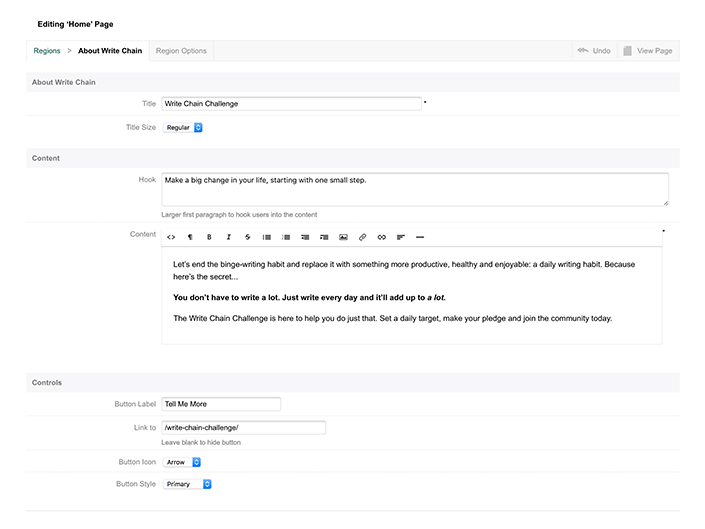 Editing 'Home' Page
Regions > About Write Chain Region Options Undo View Page
About Write Chain
Title Write Chain Challenge *
Title Size Regular
Content
Hook Make a big change in your life, starting with one small step.
Larger first paragraph to hook users into the content
Content <> ¶ B I S *
Let's end the binge-writing habit and replace it with something more productive, healthy and enjoyable: a daily writing habit. Because
here's the secret...
You don't have to write a lot. Just write every day and it'll add up to a lot.
The Write Chain Challenge is here to help you do just that. Set a daily target, make your pledge and join the community today.
Controls
Button Label Tell Me More
Link to /write-chain-challenge/
Leave blank to hide button
Button Icon Arrow
Button Style Primary